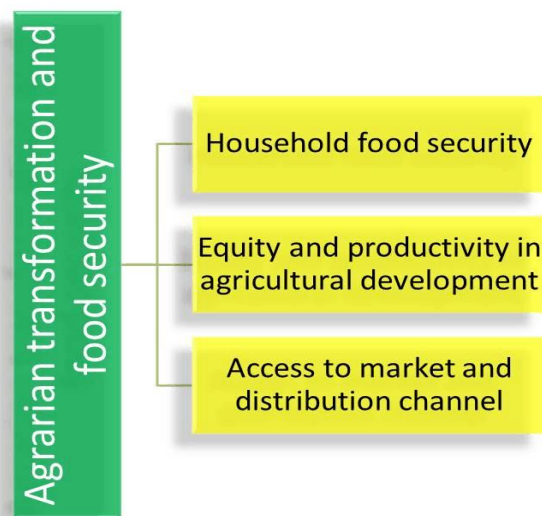 Agrarian transformation and
food security
Household food security
Equity and productivity in
agricultural development
Access to market and
distribution channel